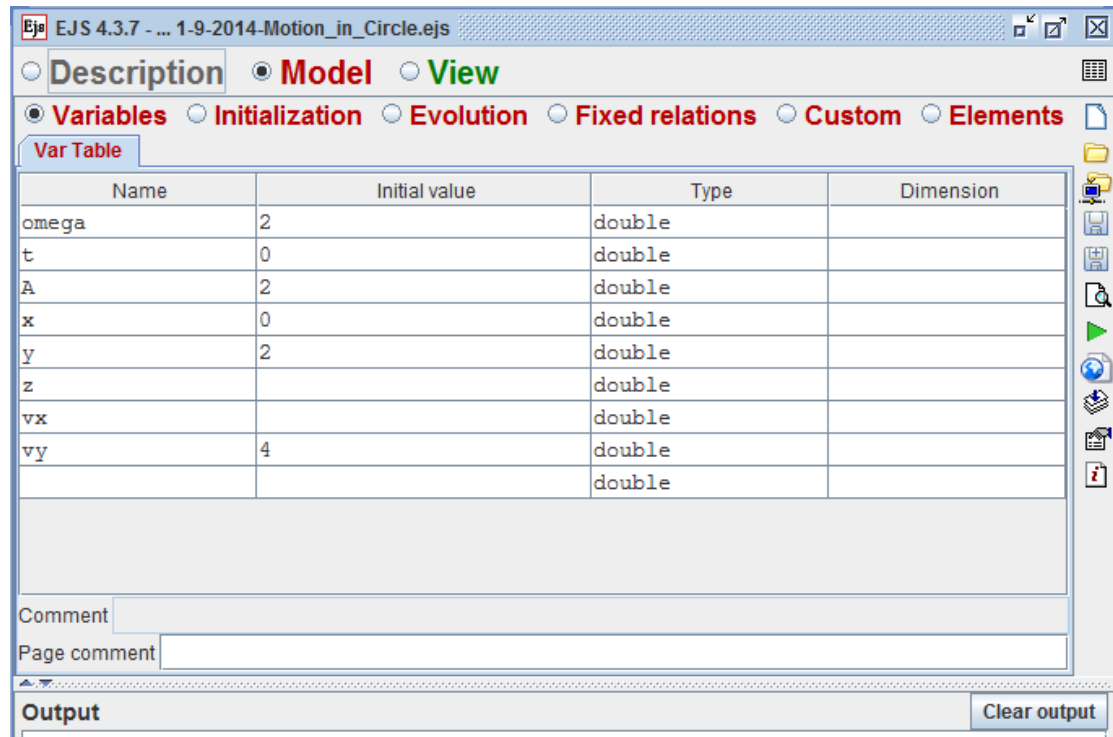 Ejs EJS 4.3.7 - ... 1-9-2014-Motion_in_Circle.ejs
Description Model View
Variables Initialization Evolution Fixed relations Custom Elements
Var Table
Name Initial value Type Dimension
omega 2 double
t 0 double
A 2 double
x 0 double
y 2 double
z double
vx double
vy 4 double
double
Comment
Page comment
Output Clear output